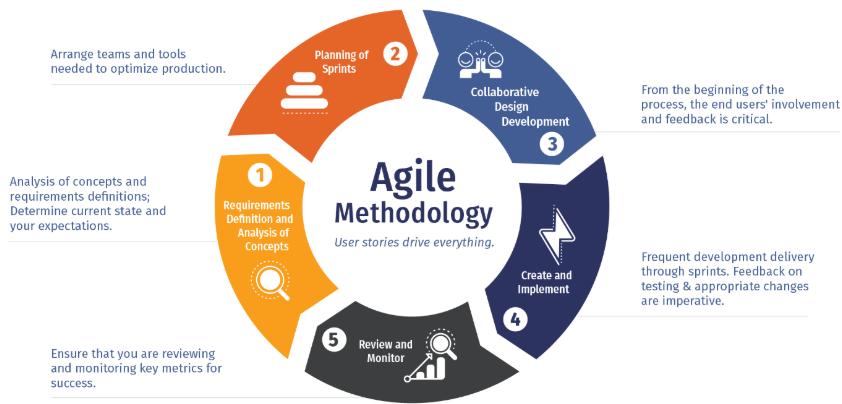 Agile
Methodology
User stories drive everything.
1
Requirements
Definition and
Analysis of
Concepts
Analysis of concepts and
requirements definitions;
Determine current state and
your expectations.
2
Planning of
Sprints
Arrange teams and tools
needed to optimize production.
Collaborative
Design
Development
3
From the beginning of the
process, the end users' involvement
and feedback is critical.
Create and
Implement
4
Frequent development delivery
through sprints. Feedback on
testing & appropriate changes
are imperative.
5
Review and
Monitor
Ensure that you are reviewing
and monitoring key metrics for
success.